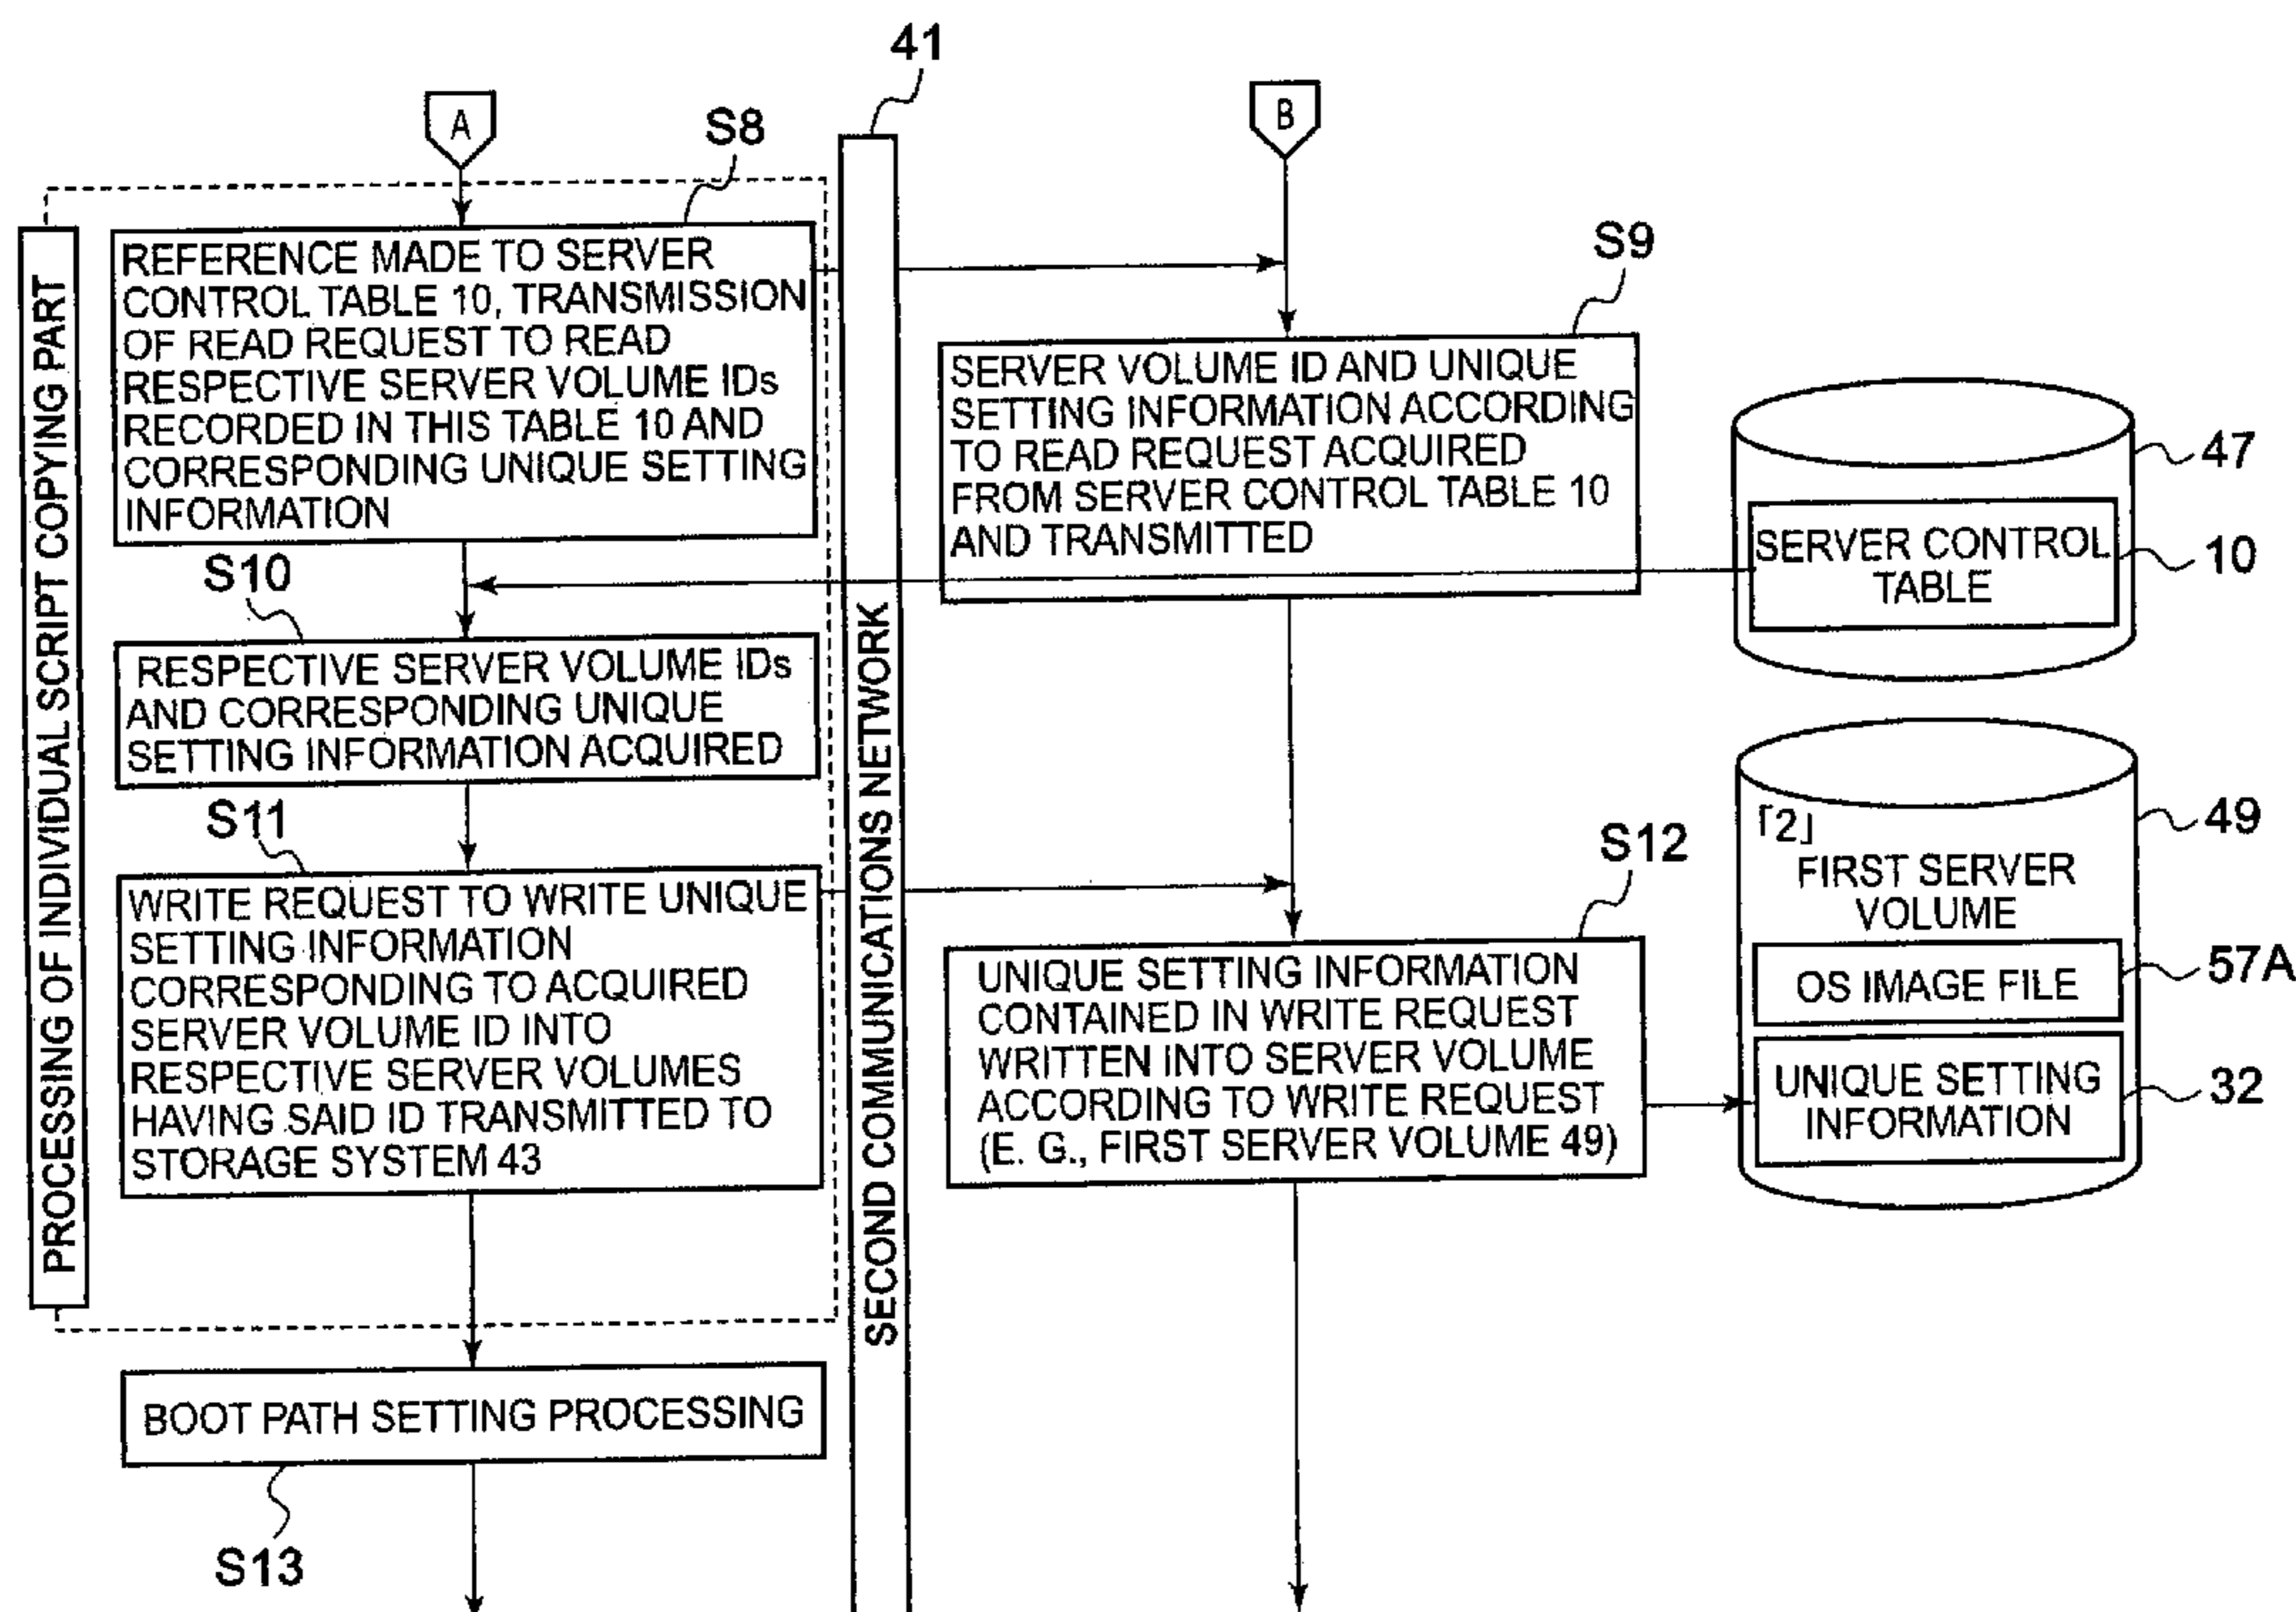 41
A
S8
B
PROCESSING OF INDIVIDUAL SCRIPT COPYING PART
REFERENCE MADE TO SERVER
CONTROL TABLE 10, TRANSMISSION
OF READ REQUEST TO READ
RESPECTIVE SERVER VOLUME IDs
RECORDED IN THIS TABLE 10 AND
CORRESPONDING UNIQUE SETTING
INFORMATION
S9
SERVER VOLUME ID AND UNIQUE
SETTING INFORMATION ACCORDING
TO READ REQUEST ACQUIRED
FROM SERVER CONTROL TABLE 10
AND TRANSMITTED
47
SERVER CONTROL
TABLE
10
S10
RESPECTIVE SERVER VOLUME IDs
AND CORRESPONDING UNIQUE
SETTING INFORMATION ACQUIRED
SECOND COMMUNICATIONS NETWORK
S11
WRITE REQUEST TO WRITE UNIQUE
SETTING INFORMATION
CORRESPONDING TO ACQUIRED
SERVER VOLUME ID INTO
RESPECTIVE SERVER VOLUMES
HAVING SAID ID TRANSMITTED TO
STORAGE SYSTEM 43
S12
UNIQUE SETTING INFORMATION
CONTAINED IN WRITE REQUEST
WRITTEN INTO SERVER VOLUME
ACCORDING TO WRITE REQUEST
(E. G., FIRST SERVER VOLUME 49)
「2」
49
FIRST SERVER
VOLUME
OS IMAGE FILE
57A
UNIQUE SETTING
INFORMATION
32
BOOT PATH SETTING PROCESSING
S13